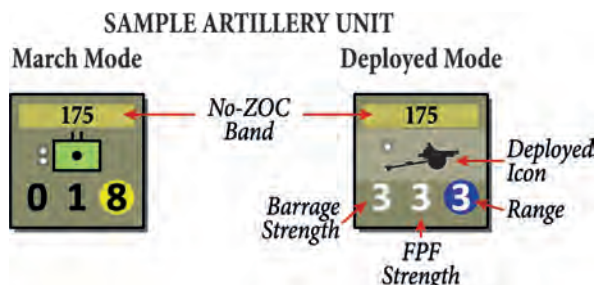 SAMPLE ARTILLERY UNIT
March Mode
Deployed Mode
175
No-ZOC
Band
175
Deployed
Icon
0 1 8
Barrage
Strength
3 3 3
Range
FPF
Strength